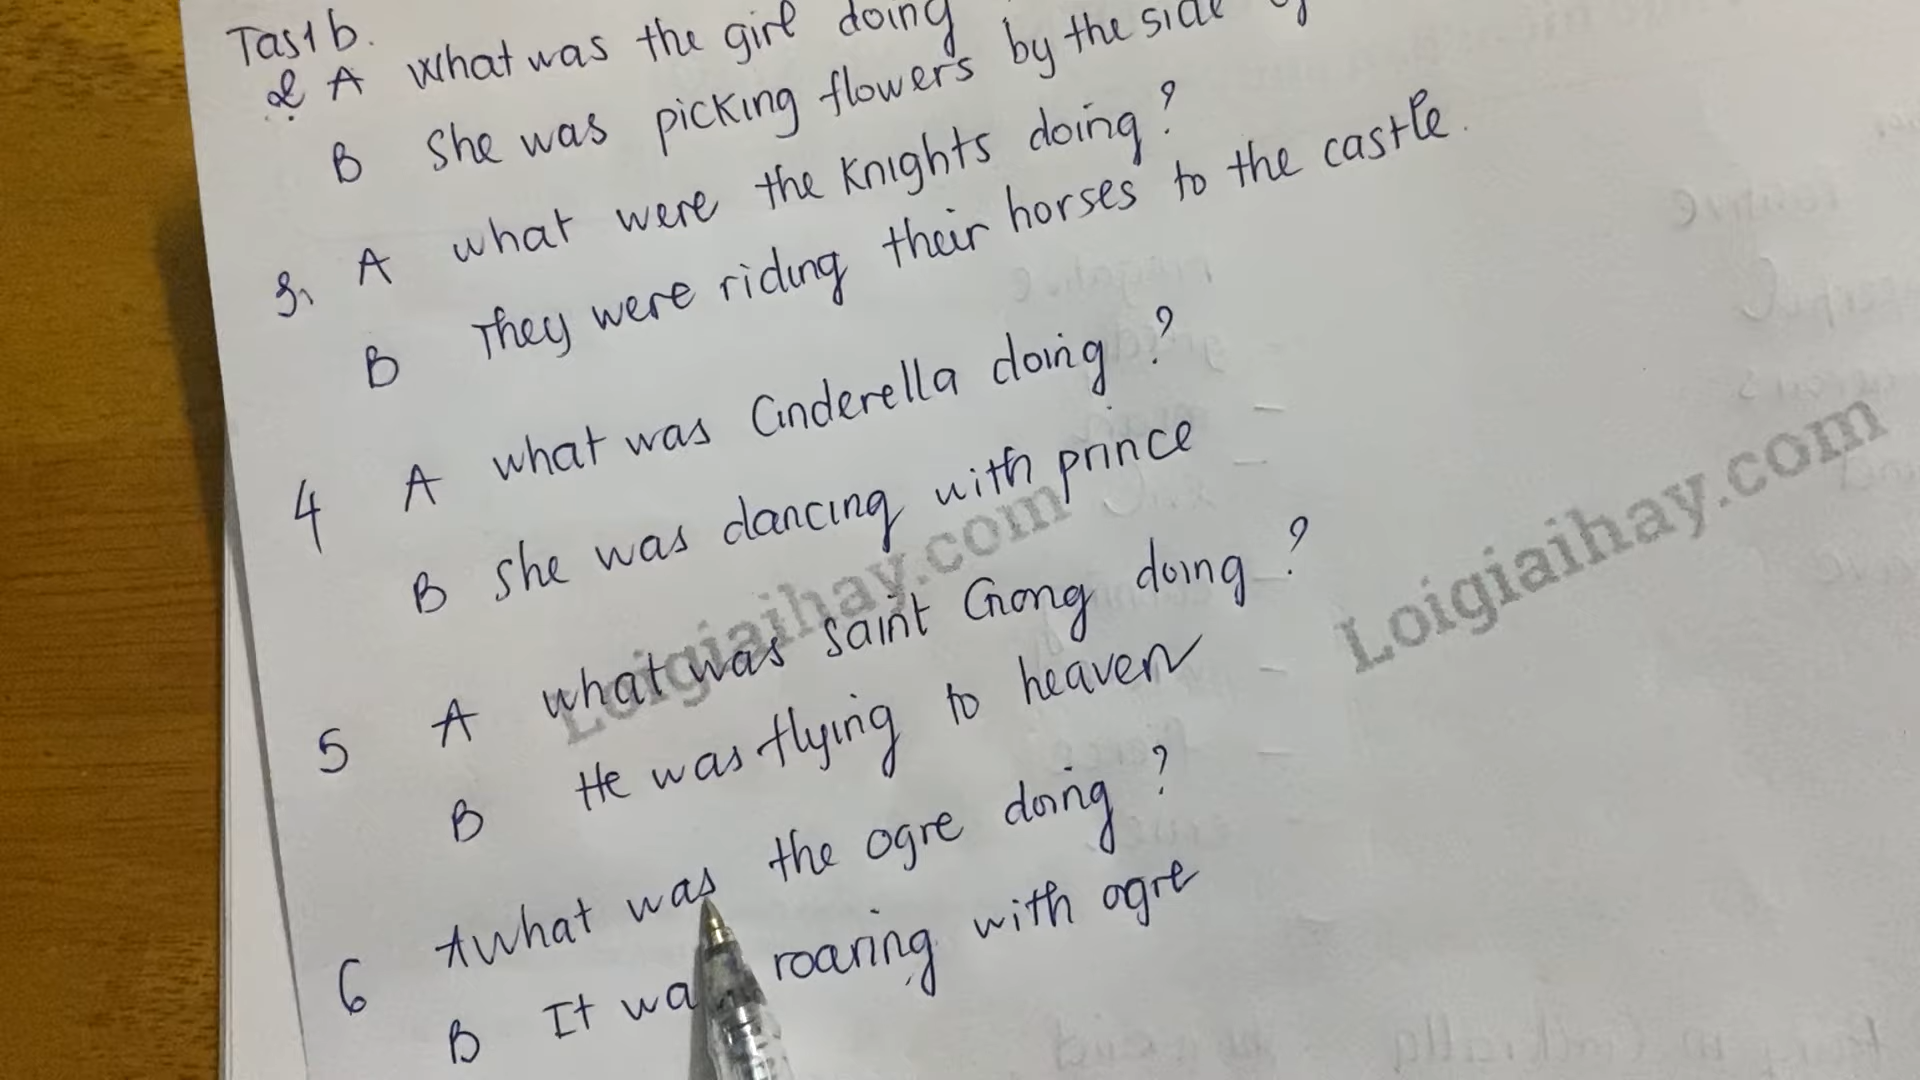 Task 1b.
2 A What was the girl doing
B She was picking flowers by the side
3, A what were the Knights doing?
B They were riding their horses to the castle.
4 A what was Cinderella doing?
B She was dancing with prince
5 A what was Saint Giong doing?
B He was flying to heaven
6 A What was the ogre doing?
B It was roaring with ogre
Loigiaihay.com
Loigiaihay.com